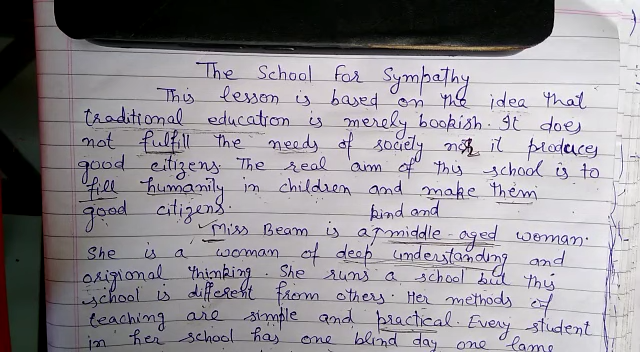 The School for Sympathy
This lesson is based on the idea that
traditional education is merely bookish. It does
not fulfill the needs of society nor it produces
good citizens. The real aim of this school is to
fill humanity in children and make them
good citizens.
kind and
Miss Beam is a middle aged woman.
She is a woman of deep understanding and
origional thinking. She runs a school but this
school is different from others. Her methods of
teaching are simple and practical. Every student
in her school has one blind day one lame